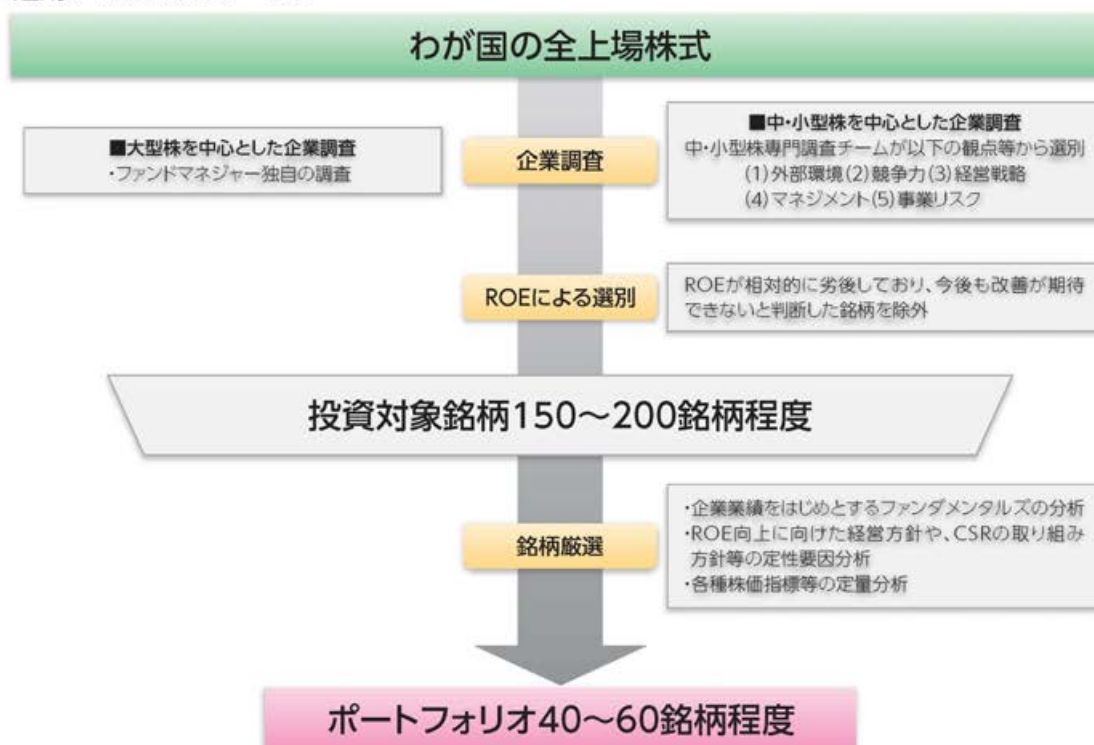 わが国の全上場株式
■大型株を中心とした企業調査
・ファンドマネジャー独自の調査
企業調査
■中・小型株を中心とした企業調査
中・小型株専門調査チームが以下の観点等から選別
(1)外部環境(2)競争力(3)経営戦略
(4)マネジメント(5)事業リスク
ROEによる選別
ROEが相対的に劣後しており、今後も改善が期待
できないと判断した銘柄を除外
投資対象銘柄150～200銘柄程度
銘柄厳選
・企業業績をはじめとするファンダメンタルズの分析
・ROE向上に向けた経営方針や、CSRの取り組み
方針等の定性要因分析
・各種株価指標等の定量分析
ポートフォリオ40～60銘柄程度